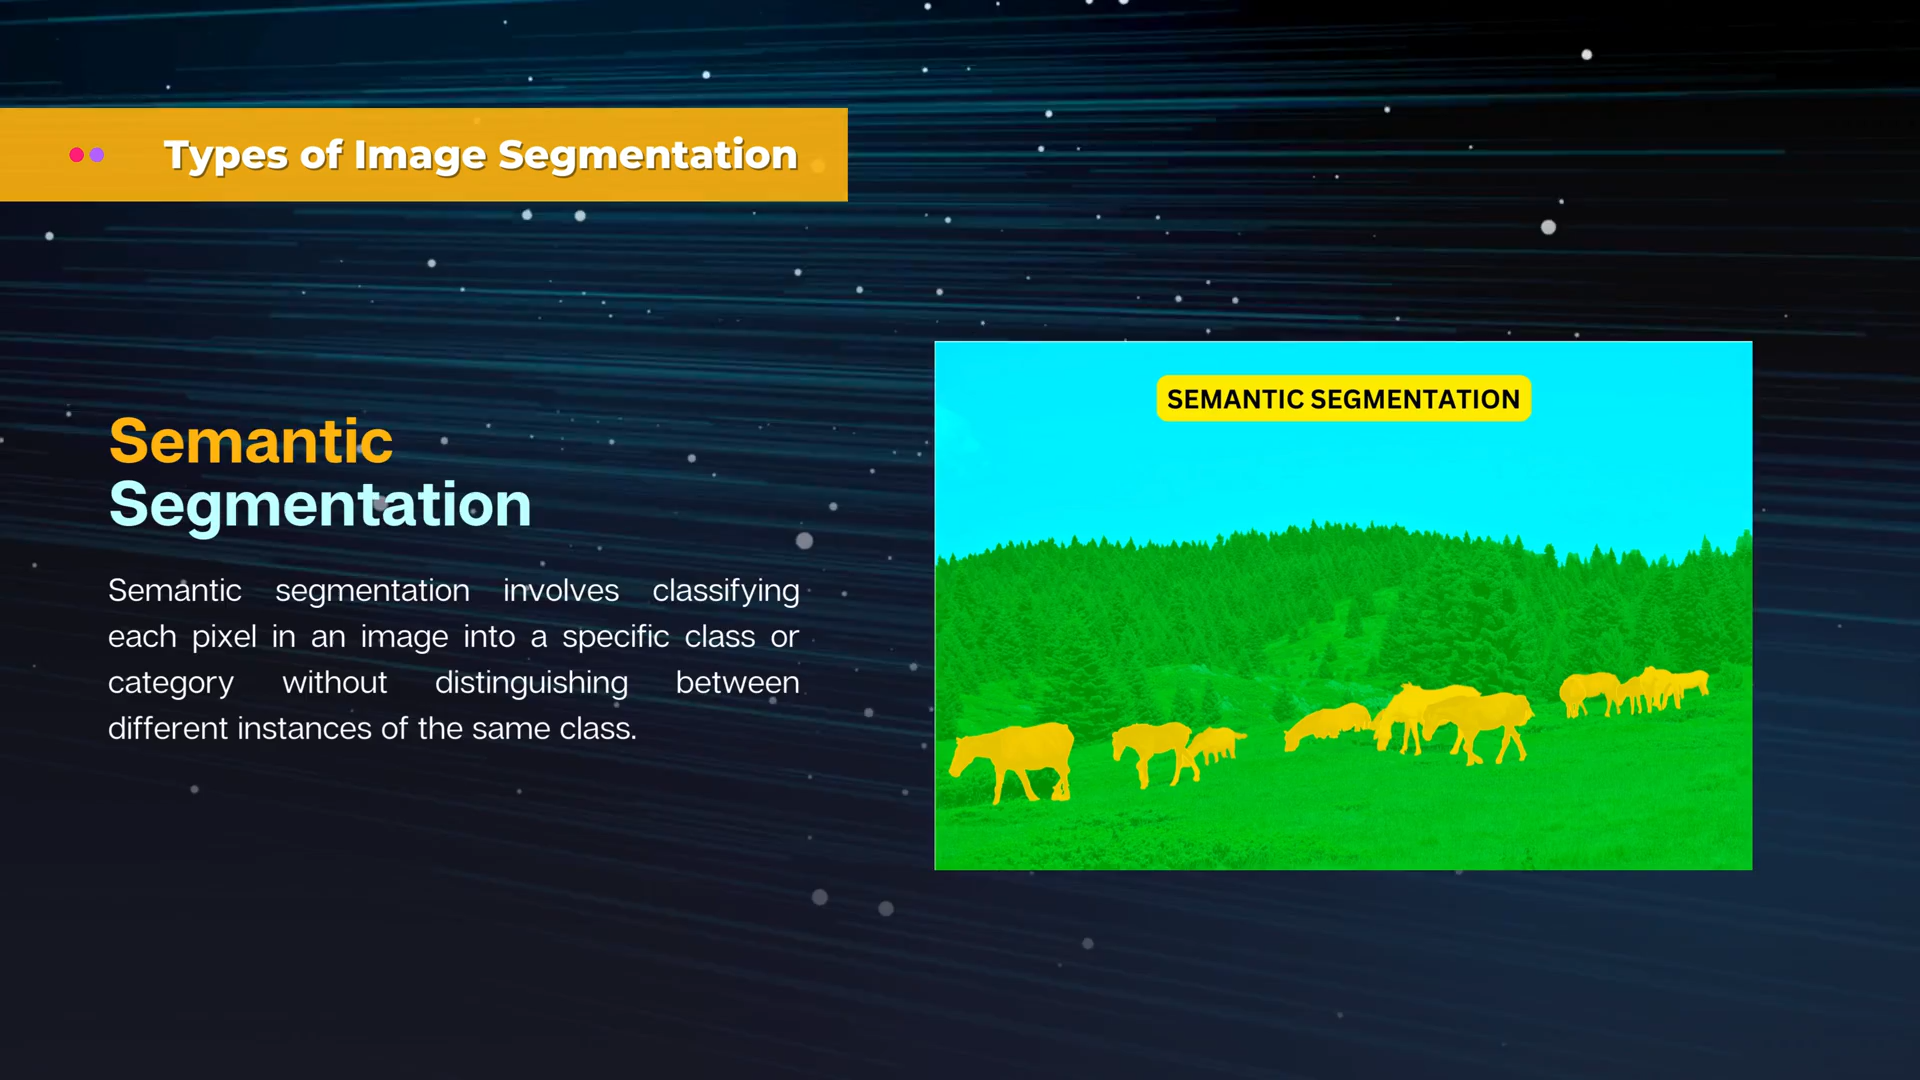 Types of Image Segmentation
Semantic
Segmentation
Semantic segmentation involves classifying
each pixel in an image into a specific class or
category without distinguishing between
different instances of the same class.
SEMANTIC SEGMENTATION